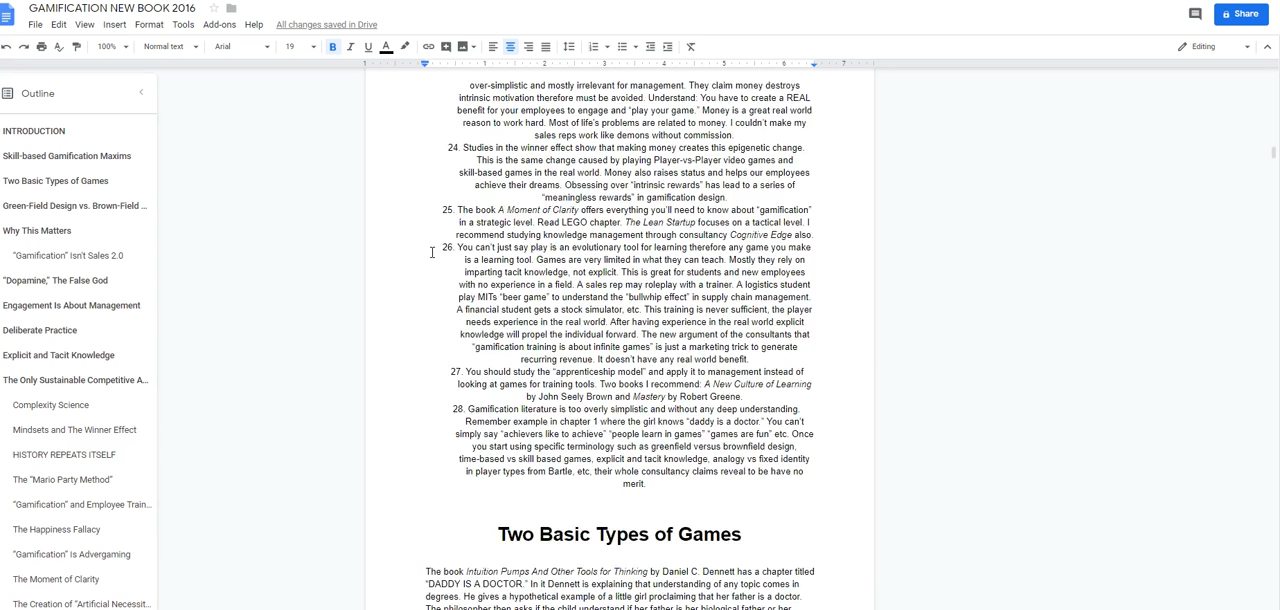 GAMIFICATION NEW BOOK 2016
File Edit View Insert Format Tools Add-ons Help All changes saved in Drive
Share
100% Normal text Arial 19 B I U A Editing
1 1 2 3 4 5 6 7
Outline
INTRODUCTION
Skill-based Gamification Maxims
Two Basic Types of Games
Green-Field Design vs. Brown-Field ...
Why This Matters
"Gamification" Isn't Sales 2.0
"Dopamine," The False God
Engagement Is About Management
Deliberate Practice
Explicit and Tacit Knowledge
The Only Sustainable Competitive A...
Complexity Science
Mindsets and The Winner Effect
HISTORY REPEATS ITSELF
The "Mario Party Method"
"Gamification" and Employee Train...
The Happiness Fallacy
"Gamification" Is Advergaming
The Moment of Clarity
The Creation of "Artificial Necessit...
over-simplistic and mostly irrelevant for management. They claim money destroys
intrinsic motivation therefore must be avoided. Understand: You have to create a REAL
benefit for your employees to engage and “play your game.” Money is a great real world
reason to work hard. Most of life’s problems are related to money. I couldn’t make my
sales reps work like demons without commission.
24. Studies in the winner effect show that making money creates this epigenetic change.
This is the same change caused by playing Player-vs-Player video games and
skill-based games in the real world. Money also raises status and helps our employees
achieve their dreams. Obsessing over “intrinsic rewards” has lead to a series of
“meaningless rewards” in gamification design.
25. The book A Moment of Clarity offers everything you’ll need to know about “gamification”
in a strategic level. Read LEGO chapter. The Lean Startup focuses on a tactical level. I
recommend studying knowledge management through consultancy Cognitive Edge also.
26. You can’t just say play is an evolutionary tool for learning therefore any game you make
is a learning tool. Games are very limited in what they can teach. Mostly they rely on
imparting tacit knowledge, not explicit. This is great for students and new employees
with no experience in a field. A sales rep may roleplay with a trainer. A logistics student
play MITs “beer game” to understand the “bullwhip effect” in supply chain management.
A financial student gets a stock simulator, etc. This training is never sufficient, the player
needs experience in the real world. After having experience in the real world explicit
knowledge will propel the individual forward. The new argument of the consultants that
“gamification training is about infinite games” is just a marketing trick to generate
recurring revenue. It doesn’t have any real world benefit.
27. You should study the “apprenticeship model” and apply it to management instead of
looking at games for training tools. Two books I recommend: A New Culture of Learning
by John Seely Brown and Mastery by Robert Greene.
28. Gamification literature is too overly simplistic and without any deep understanding.
Remember example in chapter 1 where the girl knows “daddy is a doctor.” You can’t
simply say “achievers like to achieve” “people learn in games” “games are fun” etc. Once
you start using specific terminology such as greenfield versus brownfield design,
time-based vs skill based games, explicit and tacit knowledge, analogy vs fixed identity
in player types from Bartle, etc, their whole consultancy claims reveal to be have no
merit.
Two Basic Types of Games
The book Intuition Pumps And Other Tools for Thinking by Daniel C. Dennett has a chapter titled
“DADDY IS A DOCTOR.” In it Dennett is explaining that understanding of any topic comes in
degrees. He gives a hypothetical example of a little girl proclaiming that her father is a doctor.
The philosopher then asks if the child understand if her father is her biological father or her